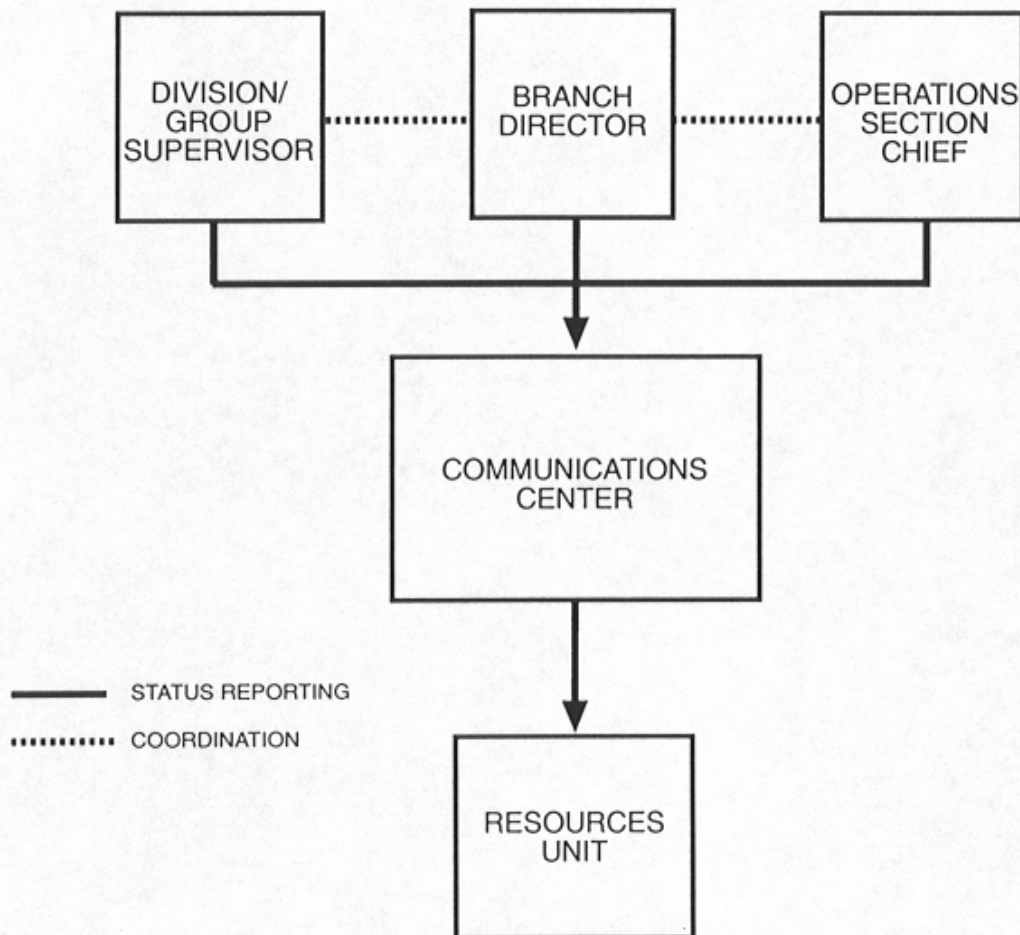 DIVISION/
GROUP
SUPERVISOR
BRANCH
DIRECTOR
OPERATIONS
SECTION
CHIEF
COMMUNICATIONS
CENTER
STATUS REPORTING
COORDINATION
RESOURCES
UNIT